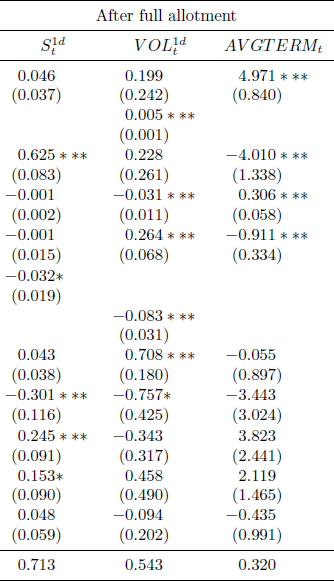 After full allotment
S_t^{1d} VOL_t^{1d} AVGTERM_t
0.046 0.199 4.971 ***
(0.037) (0.242) (0.840)
0.005 ***
(0.001)
0.625 *** 0.228 −4.010 ***
(0.083) (0.261) (1.338)
−0.001 −0.031 *** 0.306 ***
(0.002) (0.011) (0.058)
−0.001 0.264 *** −0.911 ***
(0.015) (0.068) (0.334)
−0.032*
(0.019)
−0.083 ***
(0.031)
0.043 0.708 *** −0.055
(0.038) (0.180) (0.897)
−0.301 *** −0.757* −3.443
(0.116) (0.425) (3.024)
0.245 *** −0.343 3.823
(0.091) (0.317) (2.441)
0.153* 0.458 2.119
(0.090) (0.490) (1.465)
0.048 −0.094 −0.435
(0.059) (0.202) (0.991)
0.713 0.543 0.320